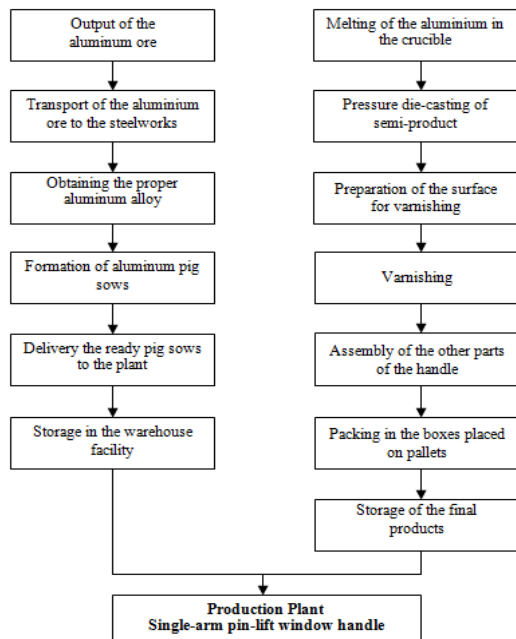 Output of the
aluminum ore
Transport of the aluminium
ore to the steelworks
Obtaining the proper
aluminum alloy
Formation of aluminum pig
sows
Delivery the ready pig sows
to the plant
Storage in the warehouse
facility
Melting of the aluminium in
the crucible
Pressure die-casting of
semi-product
Preparation of the surface
for varnishing
Varnishing
Assembly of the other parts
of the handle
Packing in the boxes placed
on pallets
Storage of the final
products
Production Plant
Single-arm pin-lift window handle